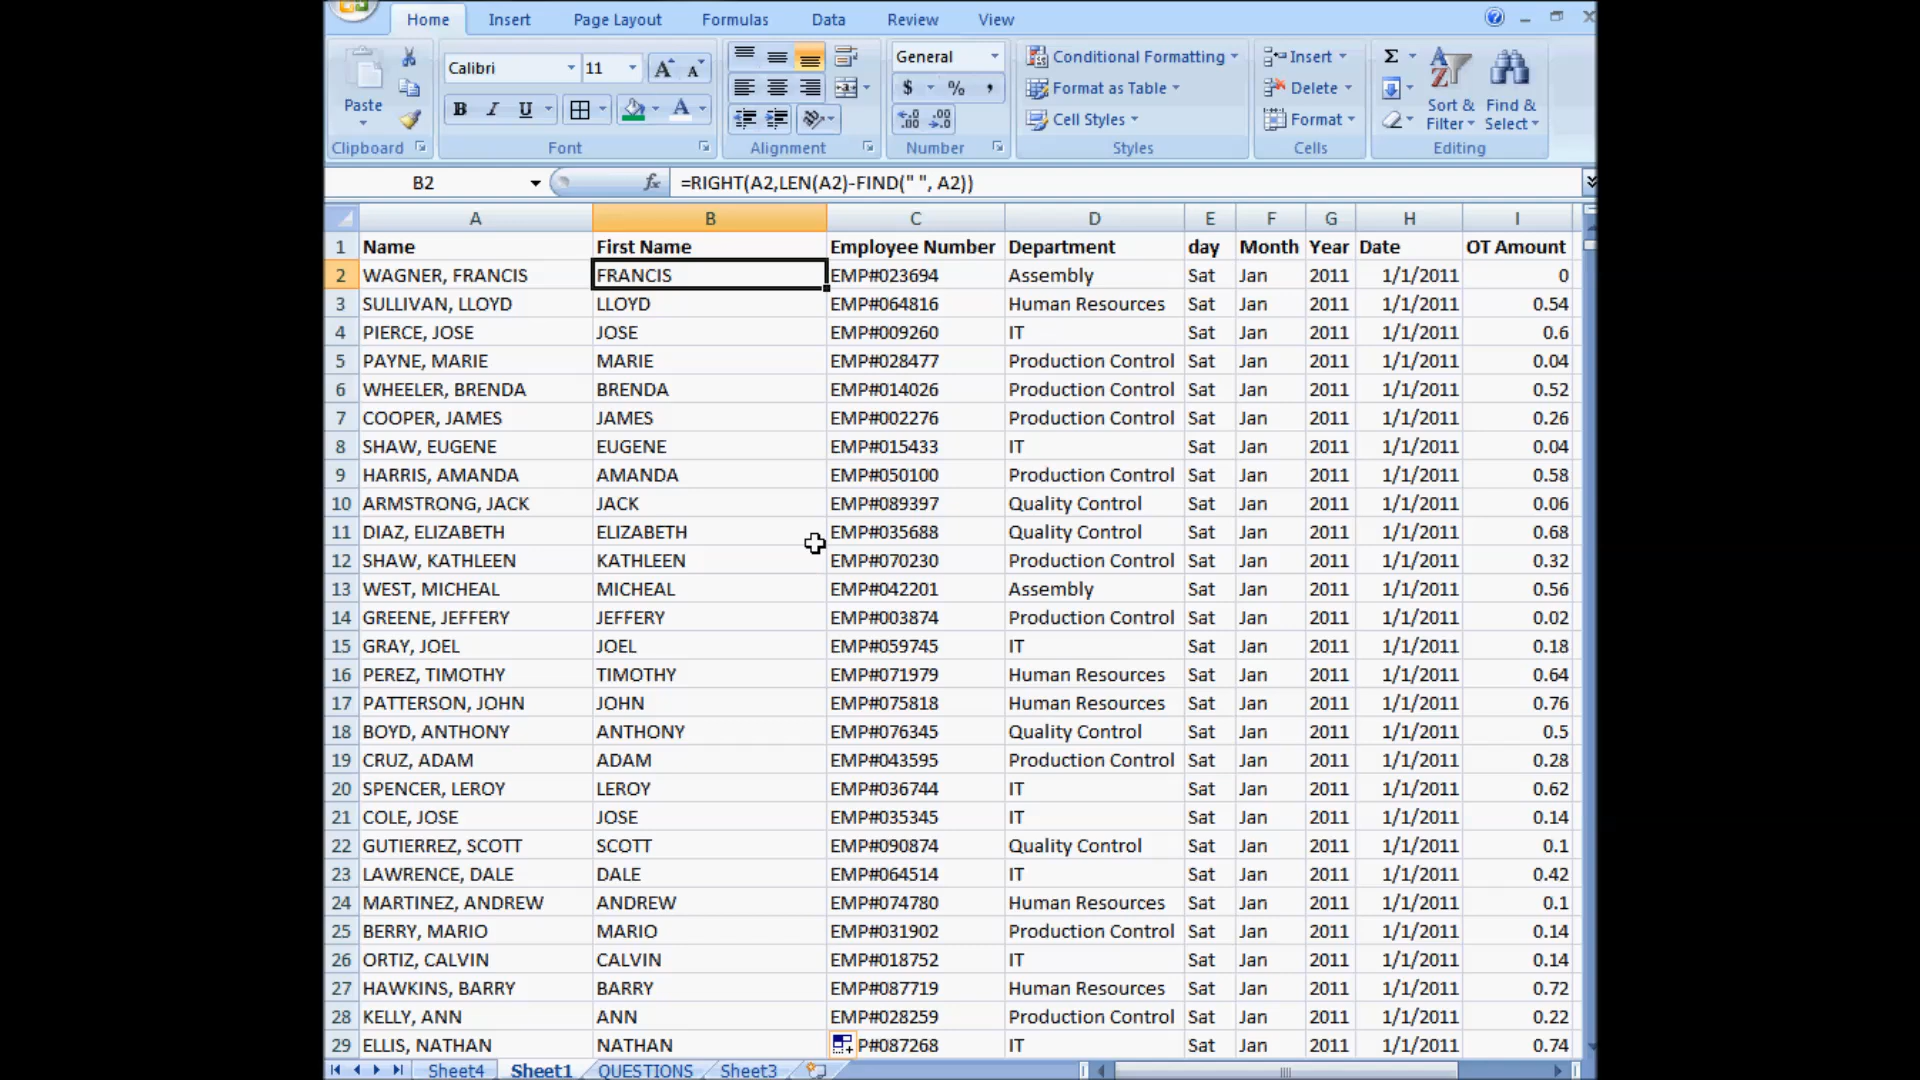 Home Insert Page Layout Formulas Data Review View
Paste
Calibri 11
B I U
General
$ % ,
Conditional Formatting
Format as Table
Cell Styles
Insert
Delete
Format
Σ
Sort & Filter
Find & Select
Clipboard Font Alignment Number Styles Cells Editing
B2 fx =RIGHT(A2,LEN(A2)-FIND(" ", A2))
A B C D E F G H I
1 Name First Name Employee Number Department day Month Year Date OT Amount
2 WAGNER, FRANCIS FRANCIS EMP#023694 Assembly Sat Jan 2011 1/1/2011 0
3 SULLIVAN, LLOYD LLOYD EMP#064816 Human Resources Sat Jan 2011 1/1/2011 0.54
4 PIERCE, JOSE JOSE EMP#009260 IT Sat Jan 2011 1/1/2011 0.6
5 PAYNE, MARIE MARIE EMP#028477 Production Control Sat Jan 2011 1/1/2011 0.04
6 WHEELER, BRENDA BRENDA EMP#014026 Production Control Sat Jan 2011 1/1/2011 0.52
7 COOPER, JAMES JAMES EMP#002276 Production Control Sat Jan 2011 1/1/2011 0.26
8 SHAW, EUGENE EUGENE EMP#015433 IT Sat Jan 2011 1/1/2011 0.04
9 HARRIS, AMANDA AMANDA EMP#050100 Production Control Sat Jan 2011 1/1/2011 0.58
10 ARMSTRONG, JACK JACK EMP#089397 Quality Control Sat Jan 2011 1/1/2011 0.06
11 DIAZ, ELIZABETH ELIZABETH EMP#035688 Quality Control Sat Jan 2011 1/1/2011 0.68
12 SHAW, KATHLEEN KATHLEEN EMP#070230 Production Control Sat Jan 2011 1/1/2011 0.32
13 WEST, MICHEAL MICHEAL EMP#042201 Assembly Sat Jan 2011 1/1/2011 0.56
14 GREENE, JEFFERY JEFFERY EMP#003874 Production Control Sat Jan 2011 1/1/2011 0.02
15 GRAY, JOEL JOEL EMP#059745 IT Sat Jan 2011 1/1/2011 0.18
16 PEREZ, TIMOTHY TIMOTHY EMP#071979 Human Resources Sat Jan 2011 1/1/2011 0.64
17 PATTERSON, JOHN JOHN EMP#075818 Human Resources Sat Jan 2011 1/1/2011 0.76
18 BOYD, ANTHONY ANTHONY EMP#076345 Quality Control Sat Jan 2011 1/1/2011 0.5
19 CRUZ, ADAM ADAM EMP#043595 Production Control Sat Jan 2011 1/1/2011 0.28
20 SPENCER, LEROY LEROY EMP#036744 IT Sat Jan 2011 1/1/2011 0.62
21 COLE, JOSE JOSE EMP#035345 IT Sat Jan 2011 1/1/2011 0.14
22 GUTIERREZ, SCOTT SCOTT EMP#090874 Quality Control Sat Jan 2011 1/1/2011 0.1
23 LAWRENCE, DALE DALE EMP#064514 IT Sat Jan 2011 1/1/2011 0.42
24 MARTINEZ, ANDREW ANDREW EMP#074780 Human Resources Sat Jan 2011 1/1/2011 0.1
25 BERRY, MARIO MARIO EMP#031902 Production Control Sat Jan 2011 1/1/2011 0.14
26 ORTIZ, CALVIN CALVIN EMP#018752 IT Sat Jan 2011 1/1/2011 0.14
27 HAWKINS, BARRY BARRY EMP#087719 Human Resources Sat Jan 2011 1/1/2011 0.72
28 KELLY, ANN ANN EMP#028259 Production Control Sat Jan 2011 1/1/2011 0.22
29 ELLIS, NATHAN NATHAN P#087268 IT Sat Jan 2011 1/1/2011 0.74
Sheet4 Sheet1 QUESTIONS Sheet3